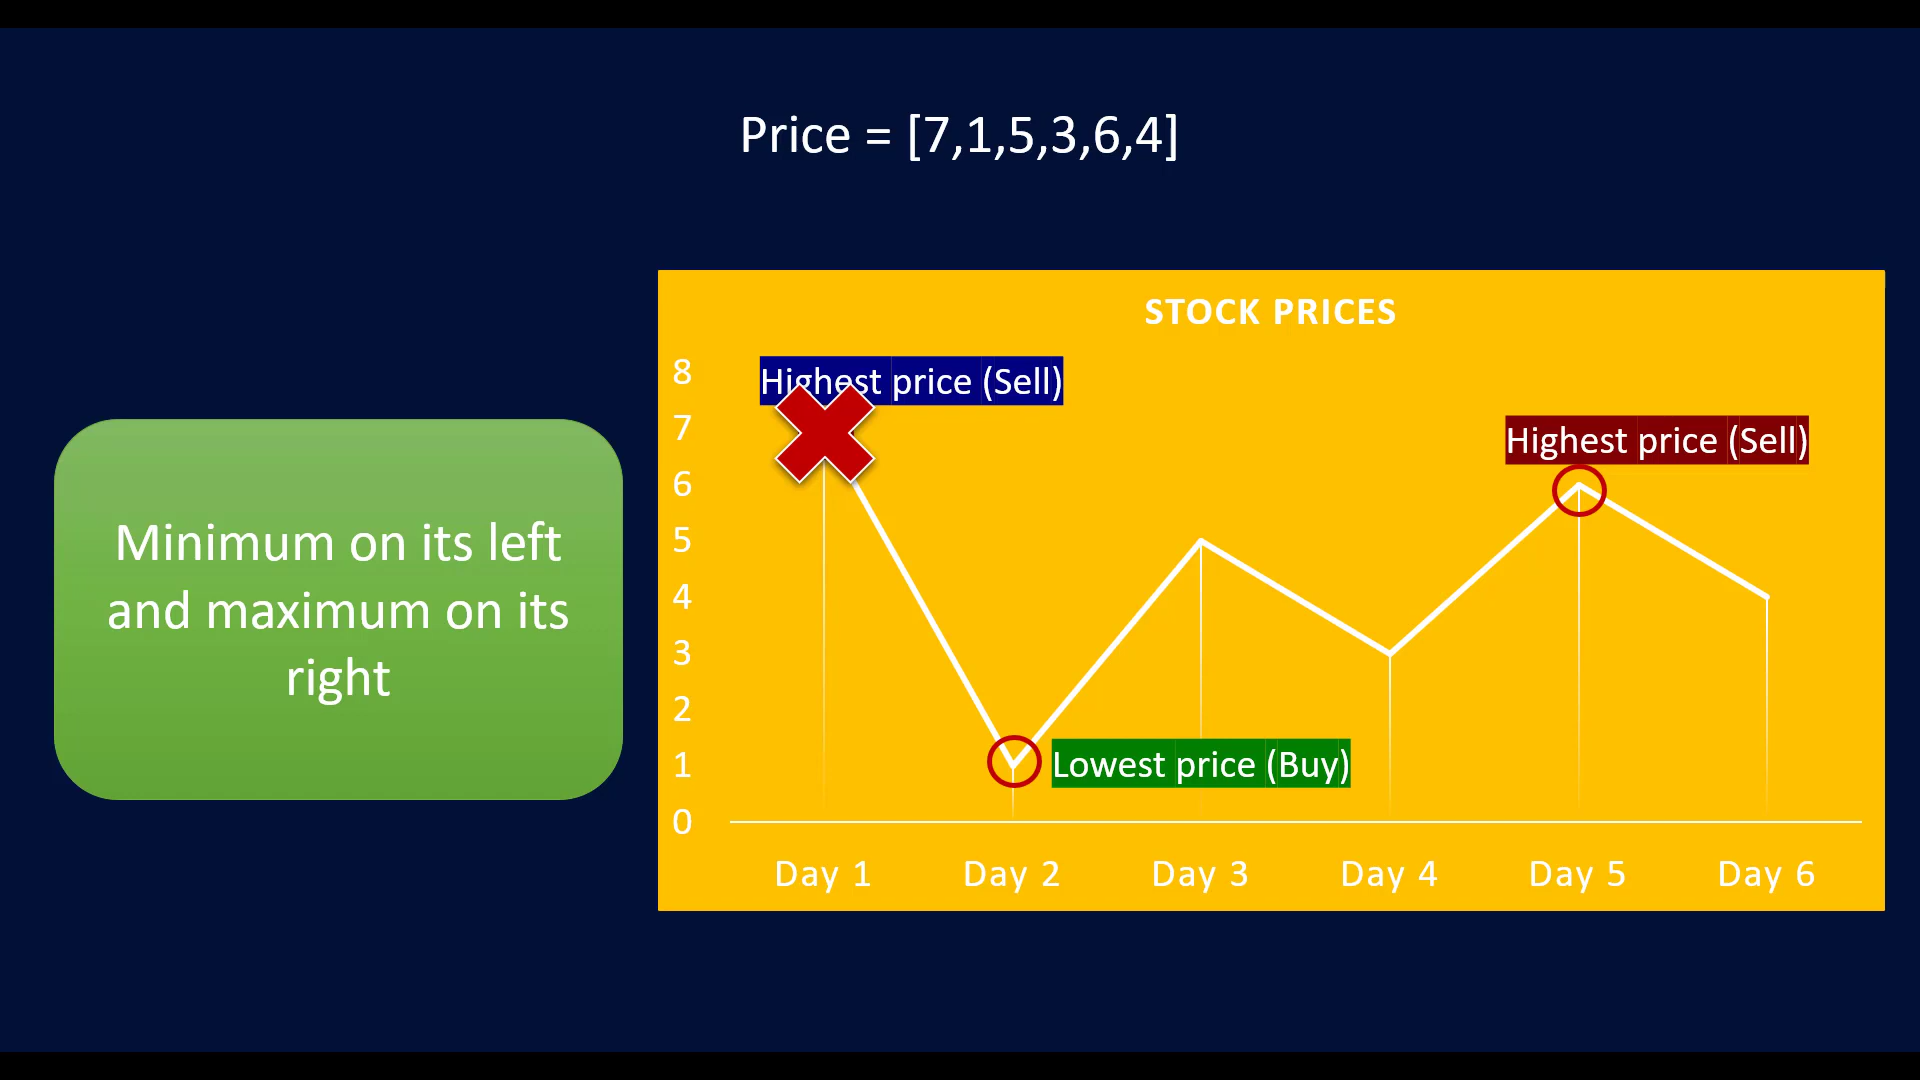 Price = [7,1,5,3,6,4]
Minimum on its left
and maximum on its
right
STOCK PRICES
8
7
6
5
4
3
2
1
0
Highest price (Sell)
Highest price (Sell)
Lowest price (Buy)
Day 1 Day 2 Day 3 Day 4 Day 5 Day 6